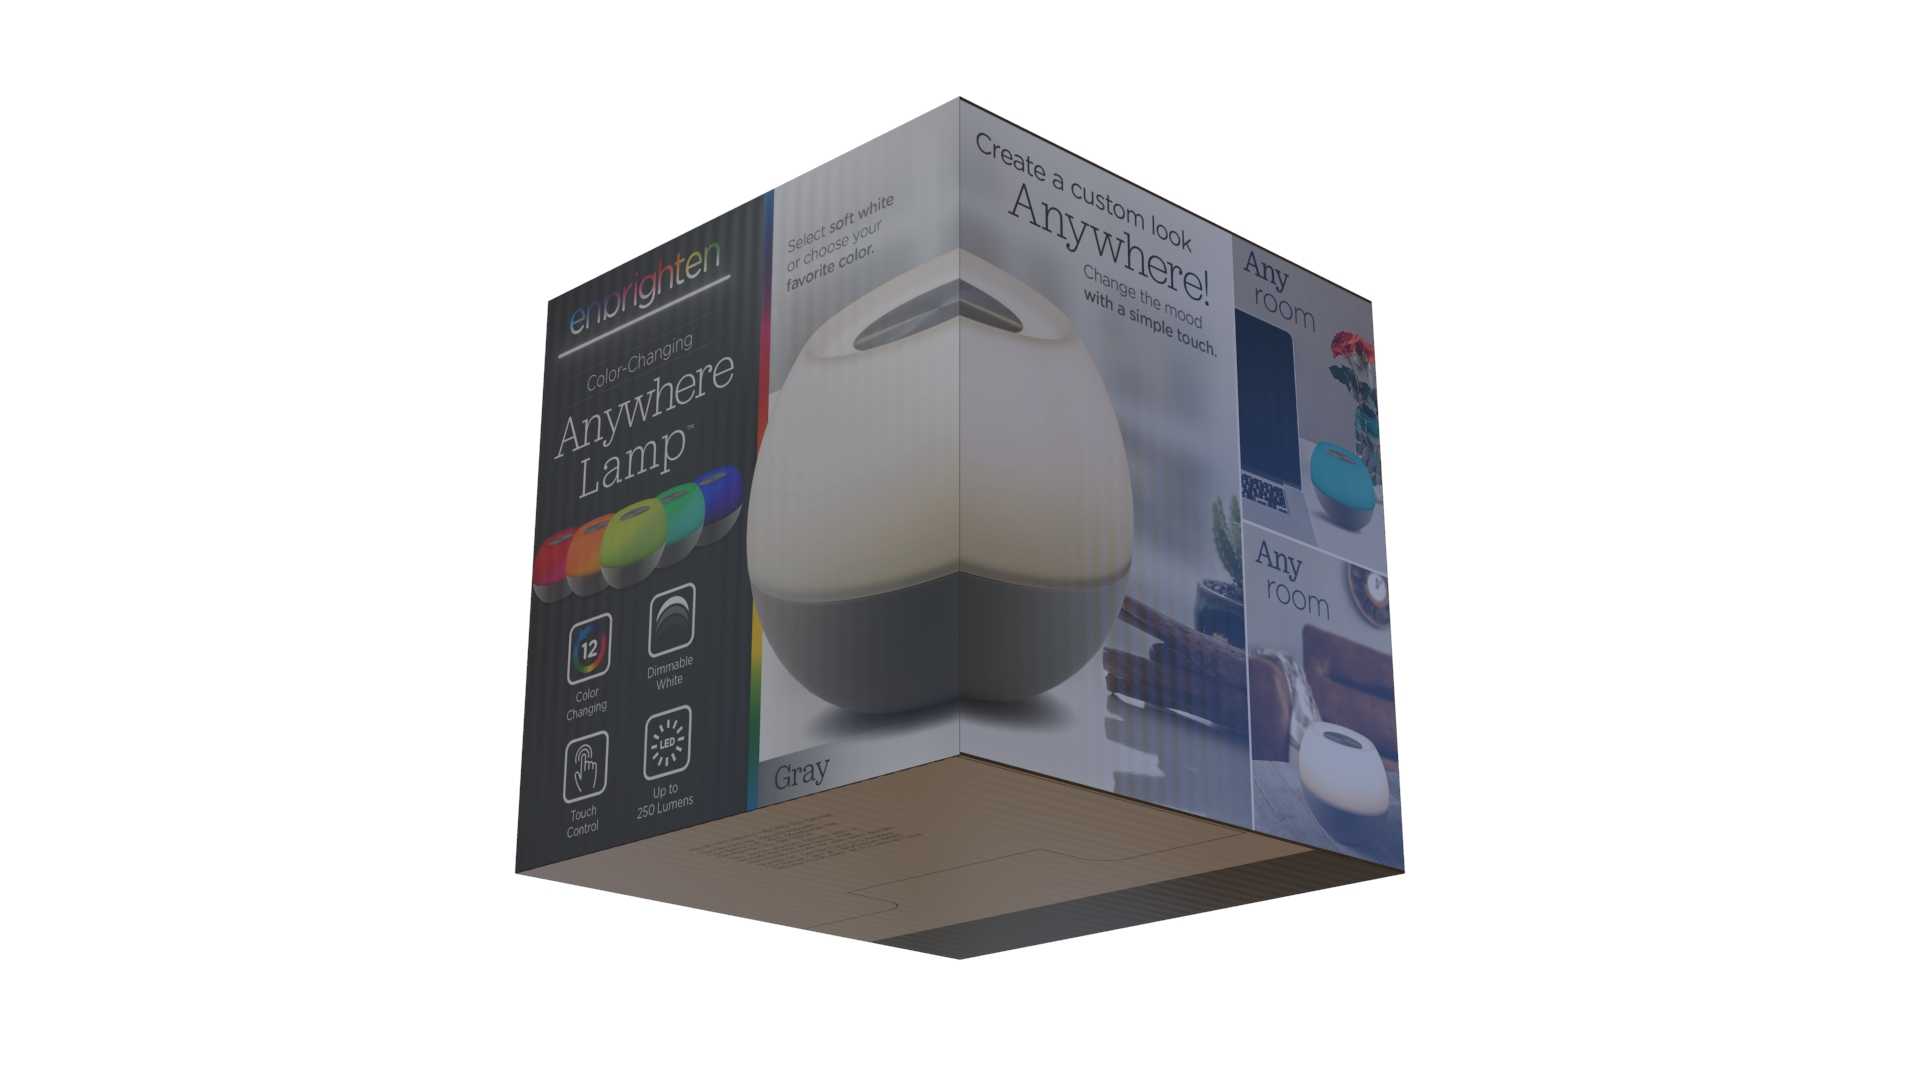 enbrighten
Color-Changing
Anywhere
Lamp™
12
Color
Changing
Dimmable
White
Touch
Control
LED
Up to
250 Lumens
Select soft white
or choose your
favorite color.
Gray
Create a custom look
Anywhere!
Change the mood
with a simple touch.
Any
room
Any
room